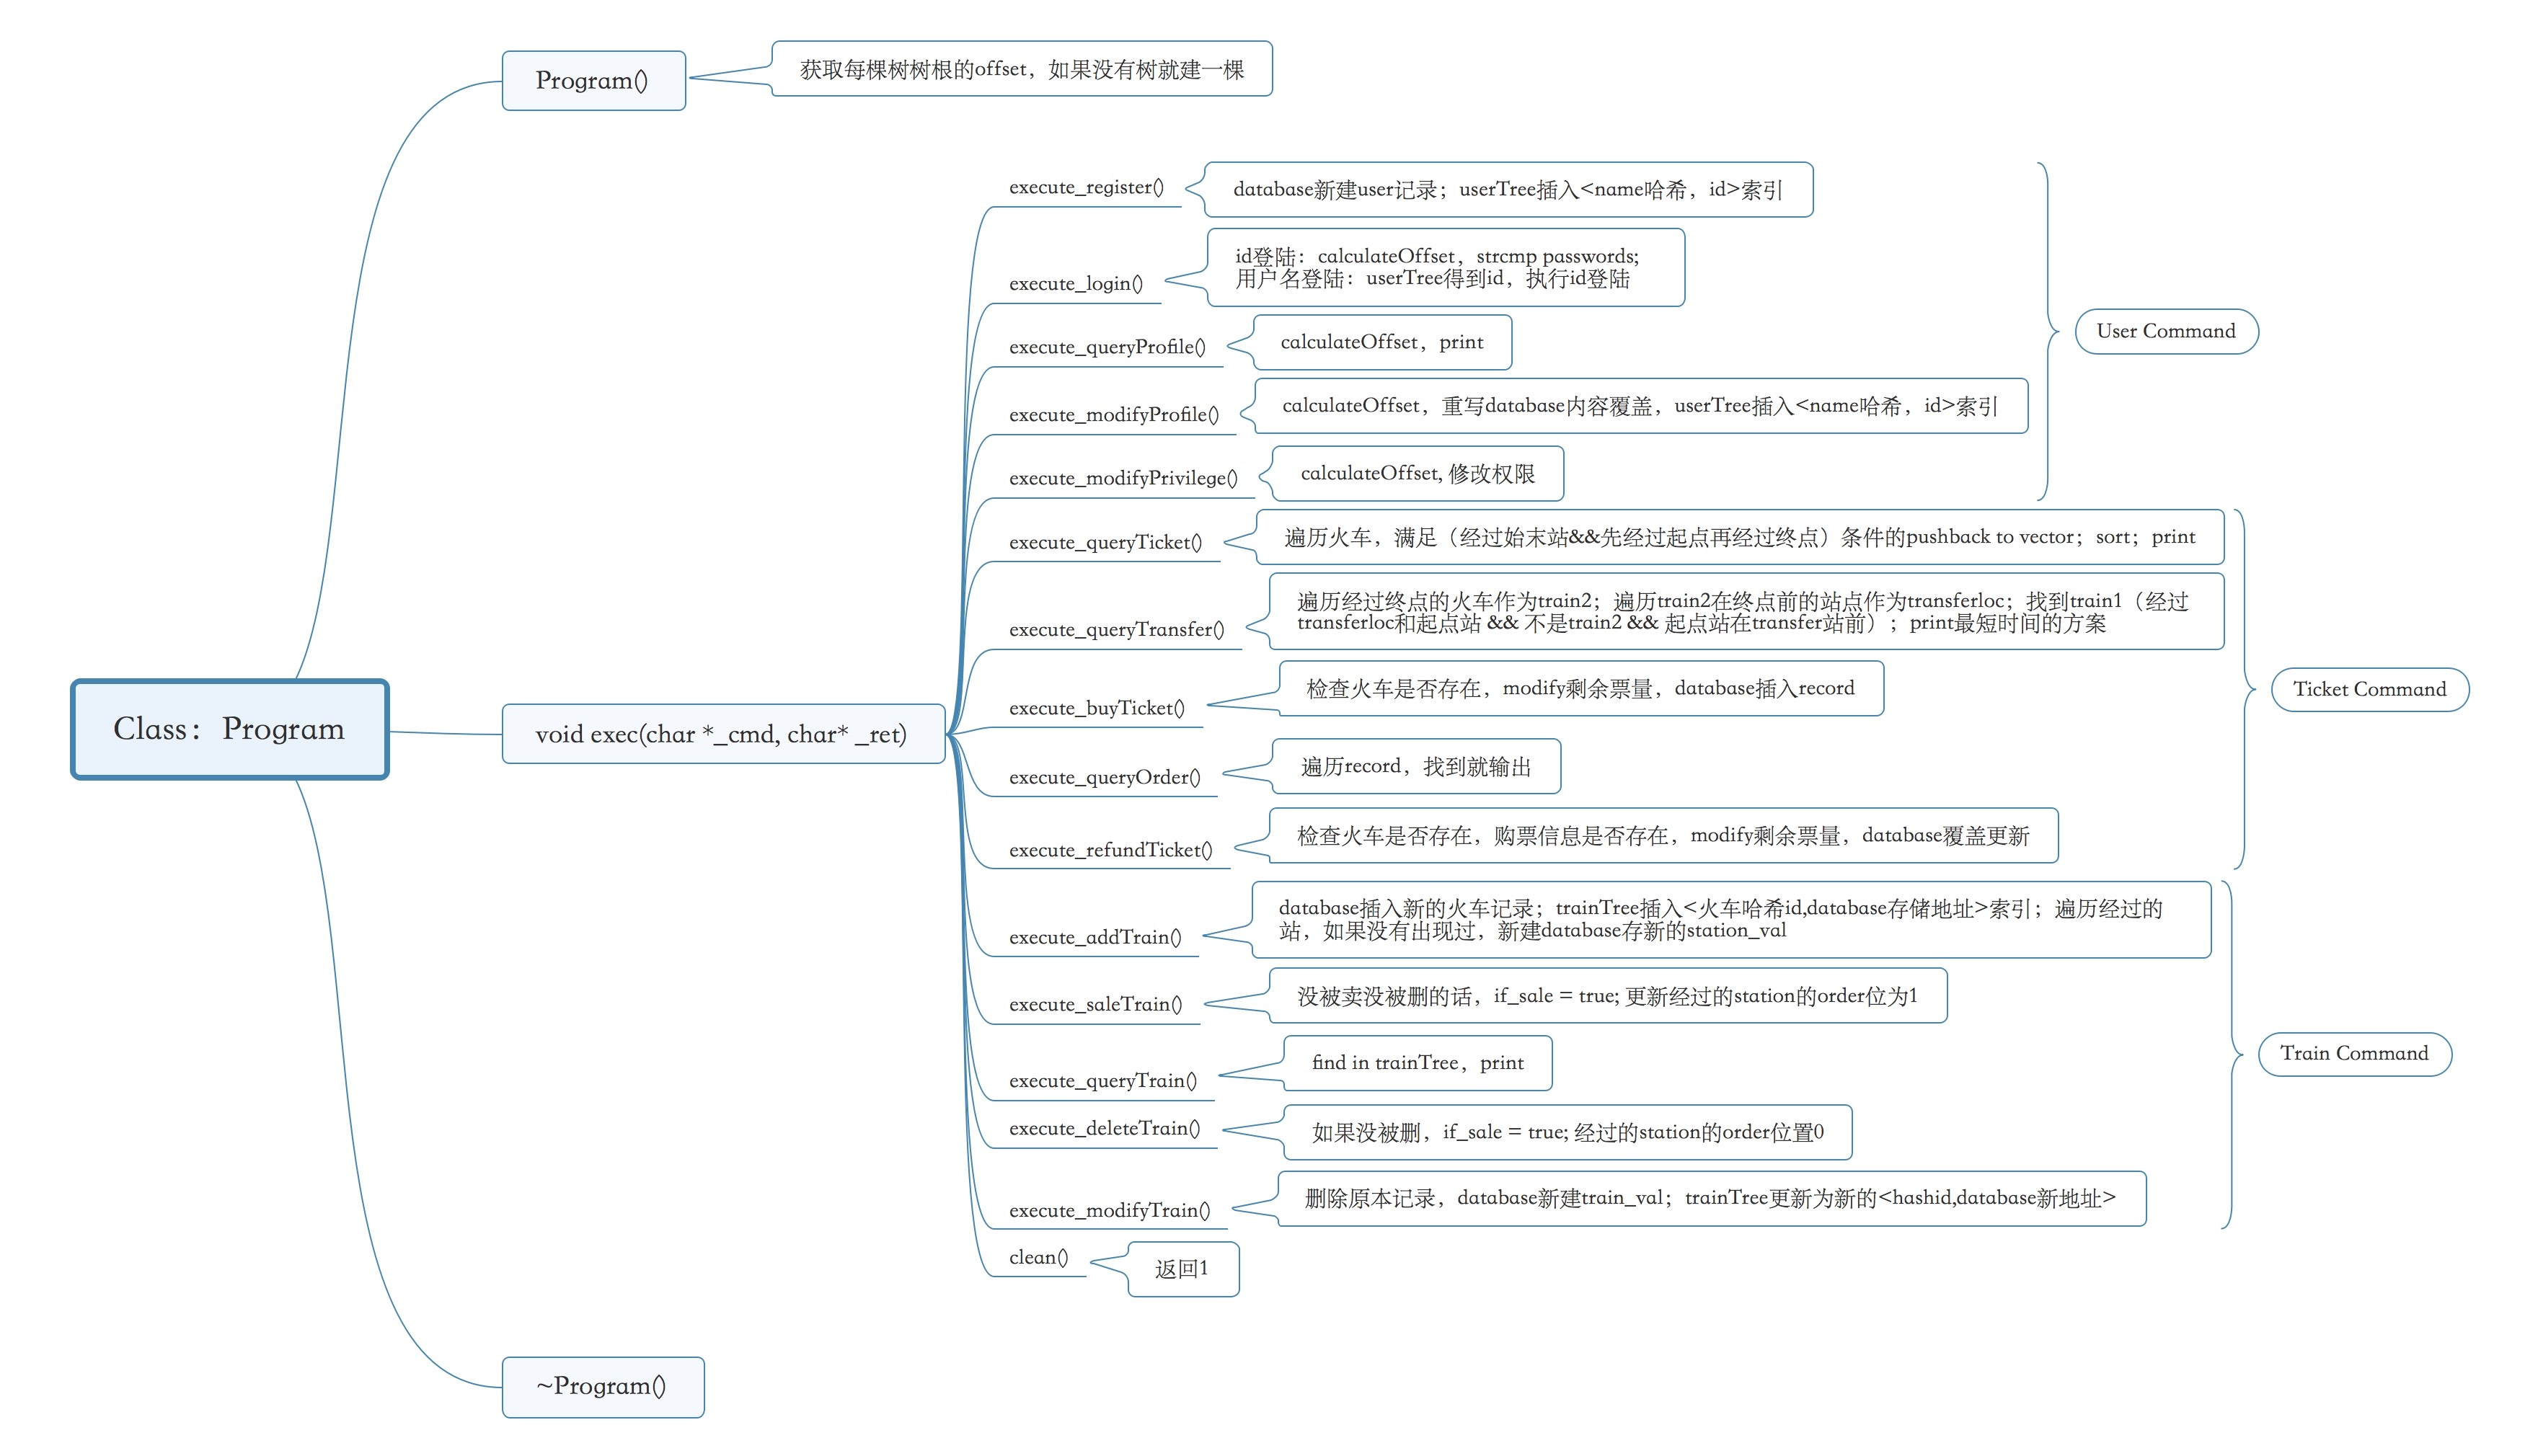 Program()
获取每棵树树根的offset，如果没有树就建一棵
execute_register()
database新建user记录；userTree插入<name哈希，id>索引
execute_login()
id登陆：calculateOffset，strcmp passwords;
用户名登陆：userTree得到id，执行id登陆
execute_queryProfile()
calculateOffset，print
execute_modifyProfile()
calculateOffset，重写database内容覆盖，userTree插入<name哈希，id>索引
execute_modifyPrivilege()
calculateOffset, 修改权限
User Command
execute_queryTicket()
遍历火车，满足（经过始末站&&先经过起点再经过终点）条件的pushback to vector；sort；print
execute_queryTransfer()
遍历经过终点的火车作为train2；遍历train2在终点前的站点作为transferloc；找到train1（经过
transferloc和起点站 && 不是train2 && 起点站在transfer站前）；print最短时间的方案
execute_buyTicket()
检查火车是否存在，modify剩余票量，database插入record
execute_queryOrder()
遍历record，找到就输出
execute_refundTicket()
检查火车是否存在，购票信息是否存在，modify剩余票量，database覆盖更新
Ticket Command
Class：Program
void exec(char *_cmd, char* _ret)
execute_addTrain()
database插入新的火车记录；trainTree插入<火车哈希id,database存储地址>索引；遍历经过的
站，如果没有出现过，新建database存新的station_val
execute_saleTrain()
没被卖没被删的话，if_sale = true; 更新经过的station的order位为1
execute_queryTrain()
find in trainTree，print
execute_deleteTrain()
如果没被删，if_sale = true; 经过的station的order位置0
execute_modifyTrain()
删除原本记录，database新建train_val；trainTree更新为新的<hashid,database新地址>
Train Command
clean()
返回1
~Program()